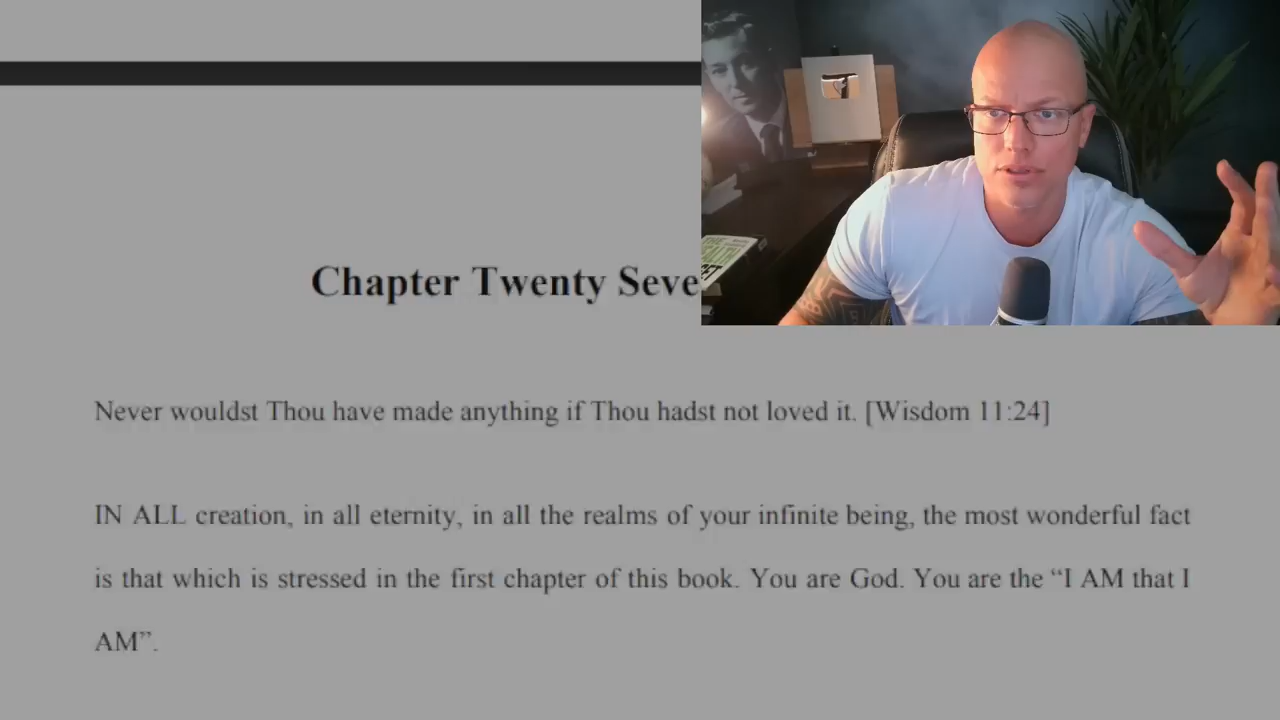 Chapter Twenty Seve
Never wouldst Thou have made anything if Thou hadst not loved it. [Wisdom 11:24]
IN ALL creation, in all eternity, in all the realms of your infinite being, the most wonderful fact
is that which is stressed in the first chapter of this book. You are God. You are the “I AM that I
AM”.